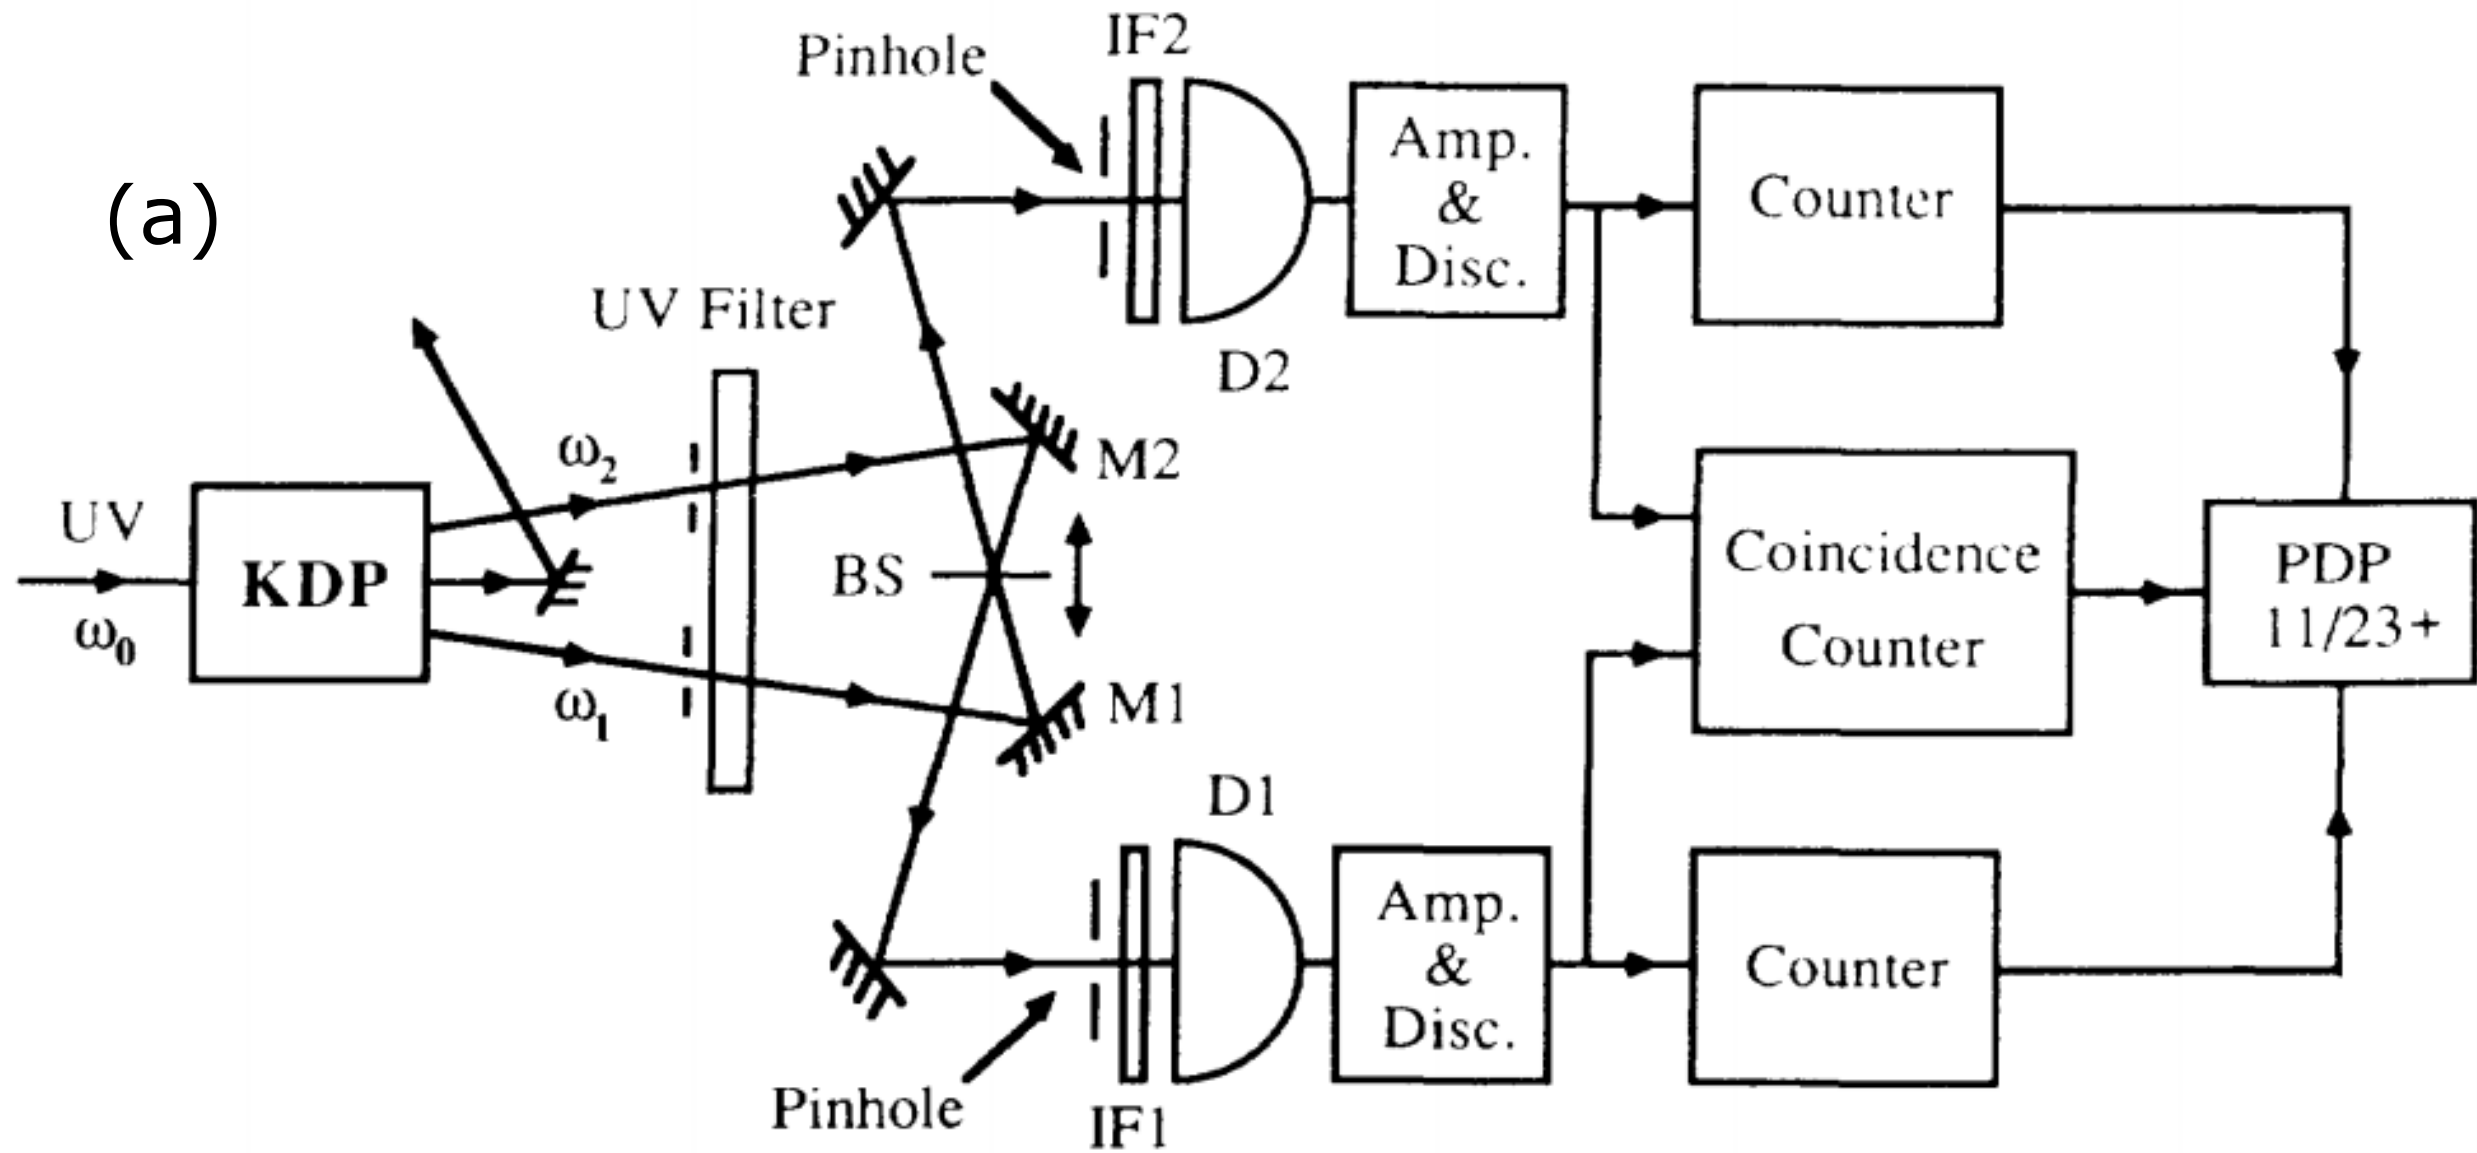 (a)
Pinhole
IF2
Amp.
&
Disc.
Counter
D2
UV Filter
ω2
M2
UV
ω0
KDP
BS
Coincidence
Counter
PDP
11/23+
ω1
M1
D1
Amp.
&
Disc.
Counter
Pinhole
IF1